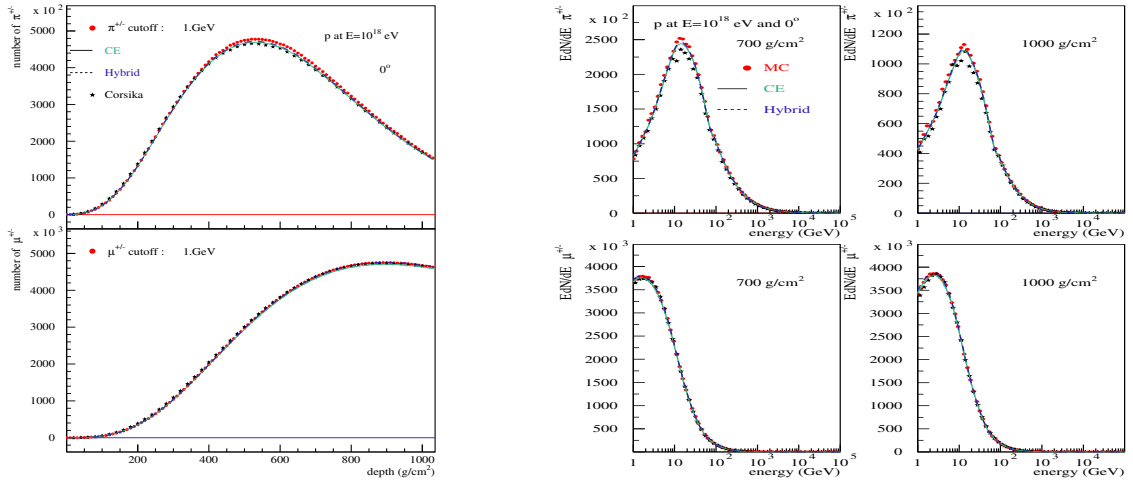 x 10 2
number of π+/-
π+/- cutoff : 1.GeV
CE
Hybrid
Corsika
p at E=1018 eV
0o
5000
4000
3000
2000
1000
0
x 10 3
number of μ+/-
μ+/- cutoff : 1.GeV
5000
4000
3000
2000
1000
0
200 400 600 800 1000
depth (g/cm2)
x 10 2
EdN/dE π+/-
p at E=1018 eV and 0o
700 g/cm2
MC
CE
Hybrid
2500
2000
1500
1000
500
0
1 10 102 103 104 105
energy (GeV)
x 10 2
EdN/dE π+/-
1000 g/cm2
1200
1000
800
600
400
200
0
1 10 102 103 104
energy (GeV)
x 10 3
EdN/dE μ+/-
700 g/cm2
4000
3500
3000
2500
2000
1500
1000
500
1 10 102 103 104 105
energy (GeV)
x 10 3
EdN/dE μ+/-
1000 g/cm2
4000
3500
3000
2500
2000
1500
1000
500
1 10 102 103 104
energy (GeV)